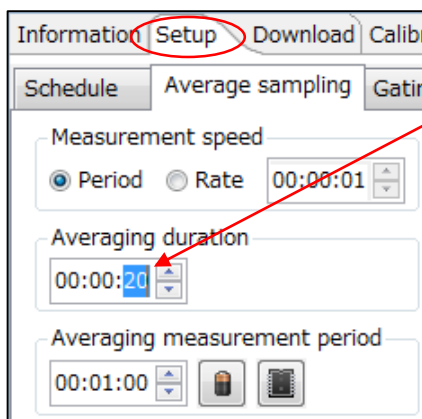 Information Setup Download Calib
Schedule Average sampling Gatin
Measurement speed
Period Rate 00:00:01
Averaging duration
00:00:20
Averaging measurement period
00:01:00